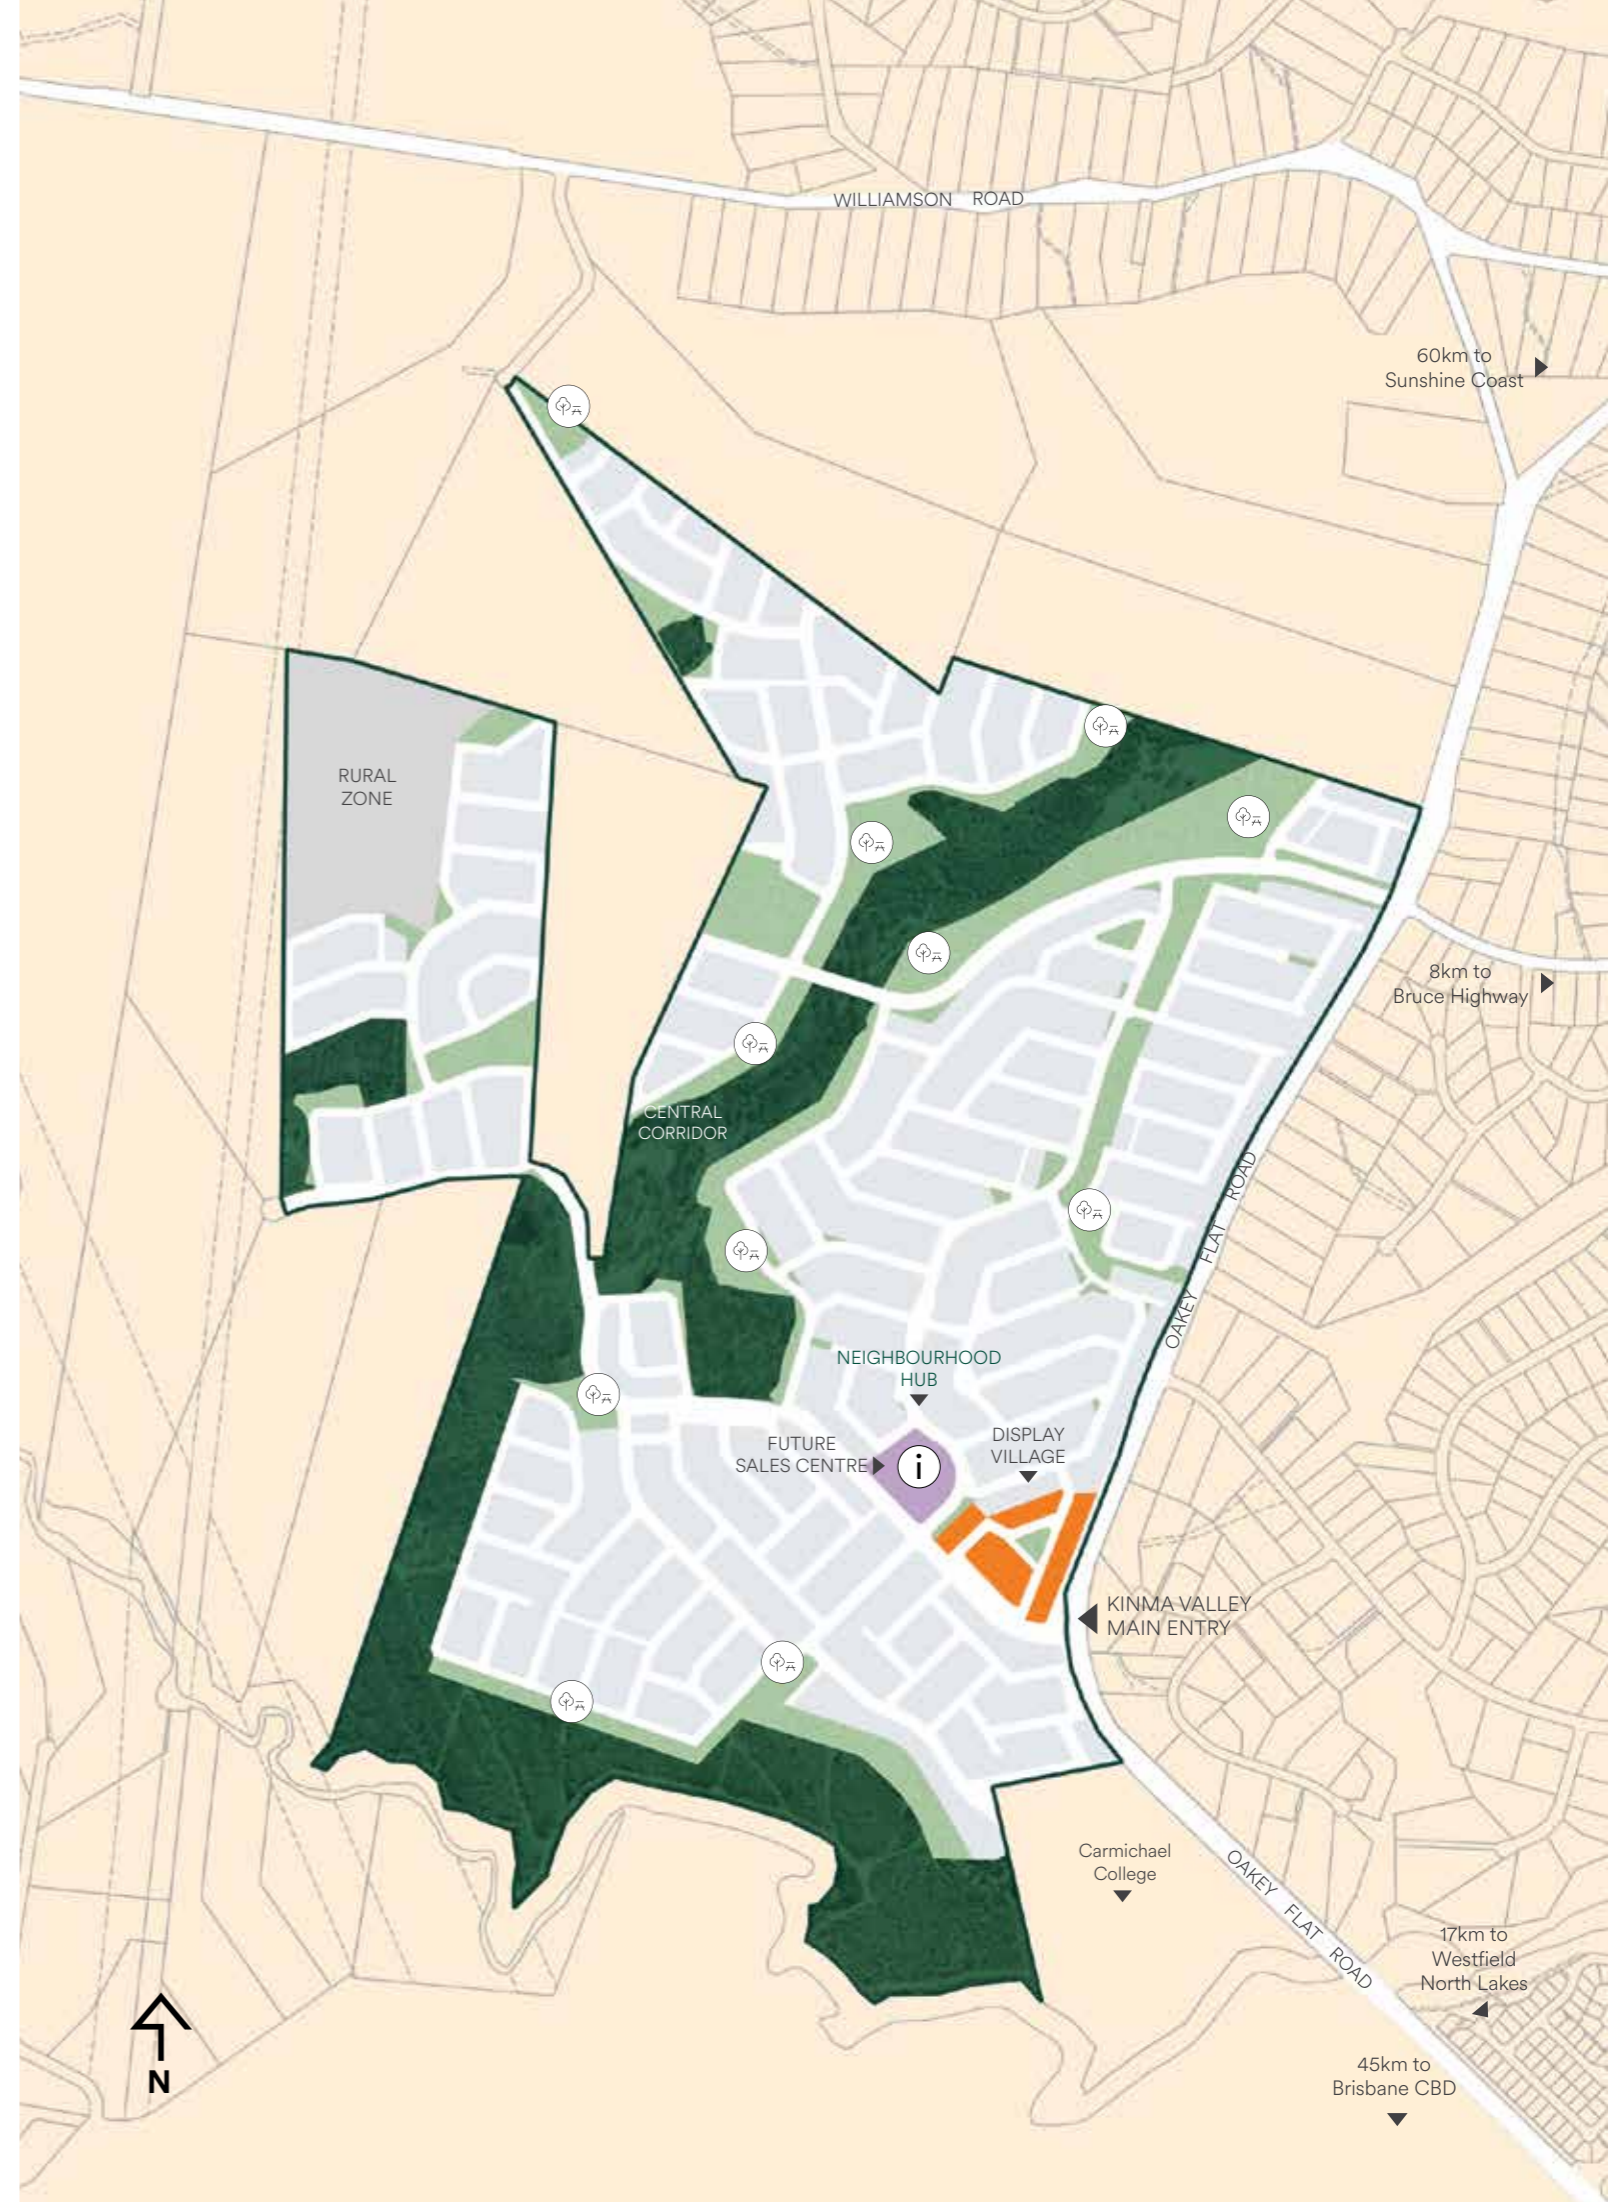 WILLIAMSON ROAD
60km to
Sunshine Coast
RURAL
ZONE
8km to
Bruce Highway
CENTRAL
CORRIDOR
OAKEY FLAT ROAD
NEIGHBOURHOOD
HUB
FUTURE
SALES CENTRE
i
DISPLAY
VILLAGE
KINMA VALLEY
MAIN ENTRY
Carmichael
College
OAKEY FLAT ROAD
17km to
Westfield
North Lakes
45km to
Brisbane CBD
N